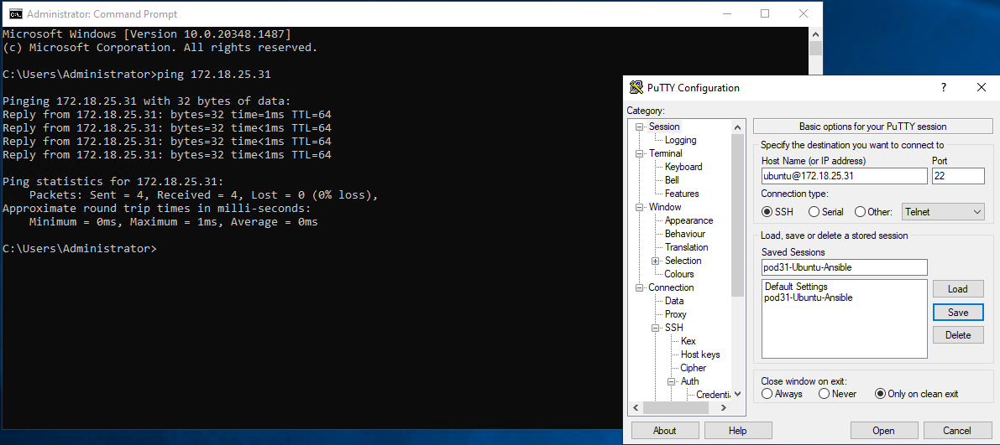 Administrator: Command Prompt
Microsoft Windows [Version 10.0.20348.1487]
(c) Microsoft Corporation. All rights reserved.
C:\Users\Administrator>ping 172.18.25.31
Pinging 172.18.25.31 with 32 bytes of data:
Reply from 172.18.25.31: bytes=32 time=1ms TTL=64
Reply from 172.18.25.31: bytes=32 time<1ms TTL=64
Reply from 172.18.25.31: bytes=32 time<1ms TTL=64
Reply from 172.18.25.31: bytes=32 time<1ms TTL=64
Ping statistics for 172.18.25.31:
Packets: Sent = 4, Received = 4, Lost = 0 (0% loss),
Approximate round trip times in milli-seconds:
Minimum = 0ms, Maximum = 1ms, Average = 0ms
C:\Users\Administrator>
PuTTY Configuration
?
Category:
Session
Logging
Terminal
Keyboard
Bell
Features
Window
Appearance
Behaviour
Translation
Selection
Colours
Connection
Data
Proxy
SSH
Kex
Host keys
Cipher
Auth
Credentia
Basic options for your PuTTY session
Specify the destination you want to connect to
Host Name (or IP address) Port
ubuntu@172.18.25.31 22
Connection type:
SSH Serial Other: Telnet
Load, save or delete a stored session
Saved Sessions
pod31-Ubuntu-Ansible
Default Settings
pod31-Ubuntu-Ansible
Load
Save
Delete
Close window on exit:
Always Never Only on clean exit
About Help Open Cancel